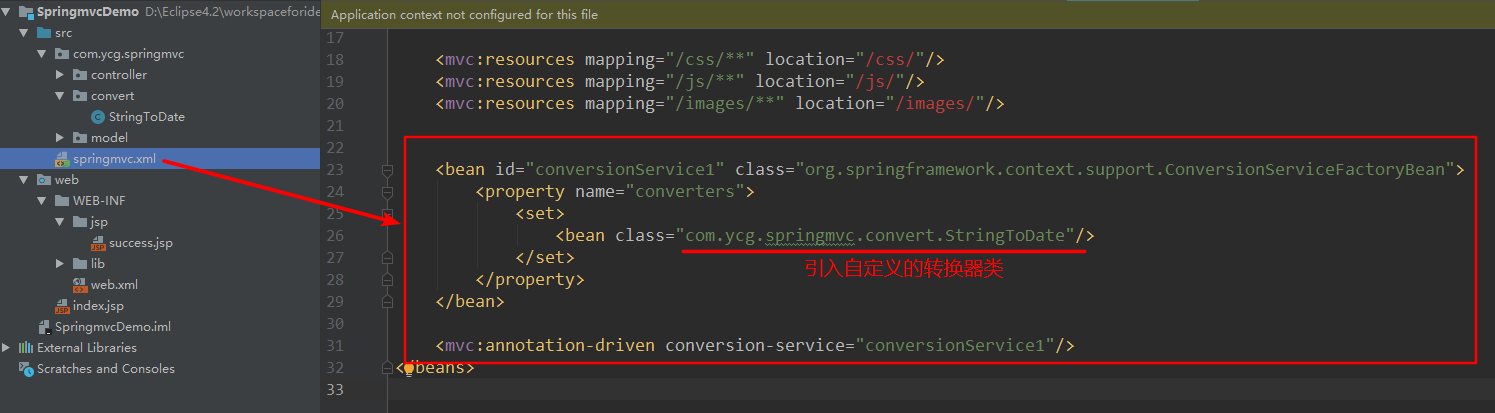 SpringmvcDemo D:\Eclipse4.2\workspaceforide
src
com.ycg.springmvc
controller
convert
StringToDate
model
springmvc.xml
web
WEB-INF
jsp
success.jsp
lib
web.xml
index.jsp
SpringmvcDemo.iml
External Libraries
Scratches and Consoles
Application context not configured for this file
17
18 <mvc:resources mapping="/css/**" location="/css/"/>
19 <mvc:resources mapping="/js/**" location="/js/"/>
20 <mvc:resources mapping="/images/**" location="/images/"/>
21
22
23 <bean id="conversionService1" class="org.springframework.context.support.ConversionServiceFactoryBean">
24 <property name="converters">
25 <set>
26 <bean class="com.ycg.springmvc.convert.StringToDate"/>
27 </set>
引入自定义的转换器类
28 </property>
29 </bean>
30
31 <mvc:annotation-driven conversion-service="conversionService1"/>
32 </beans>
33